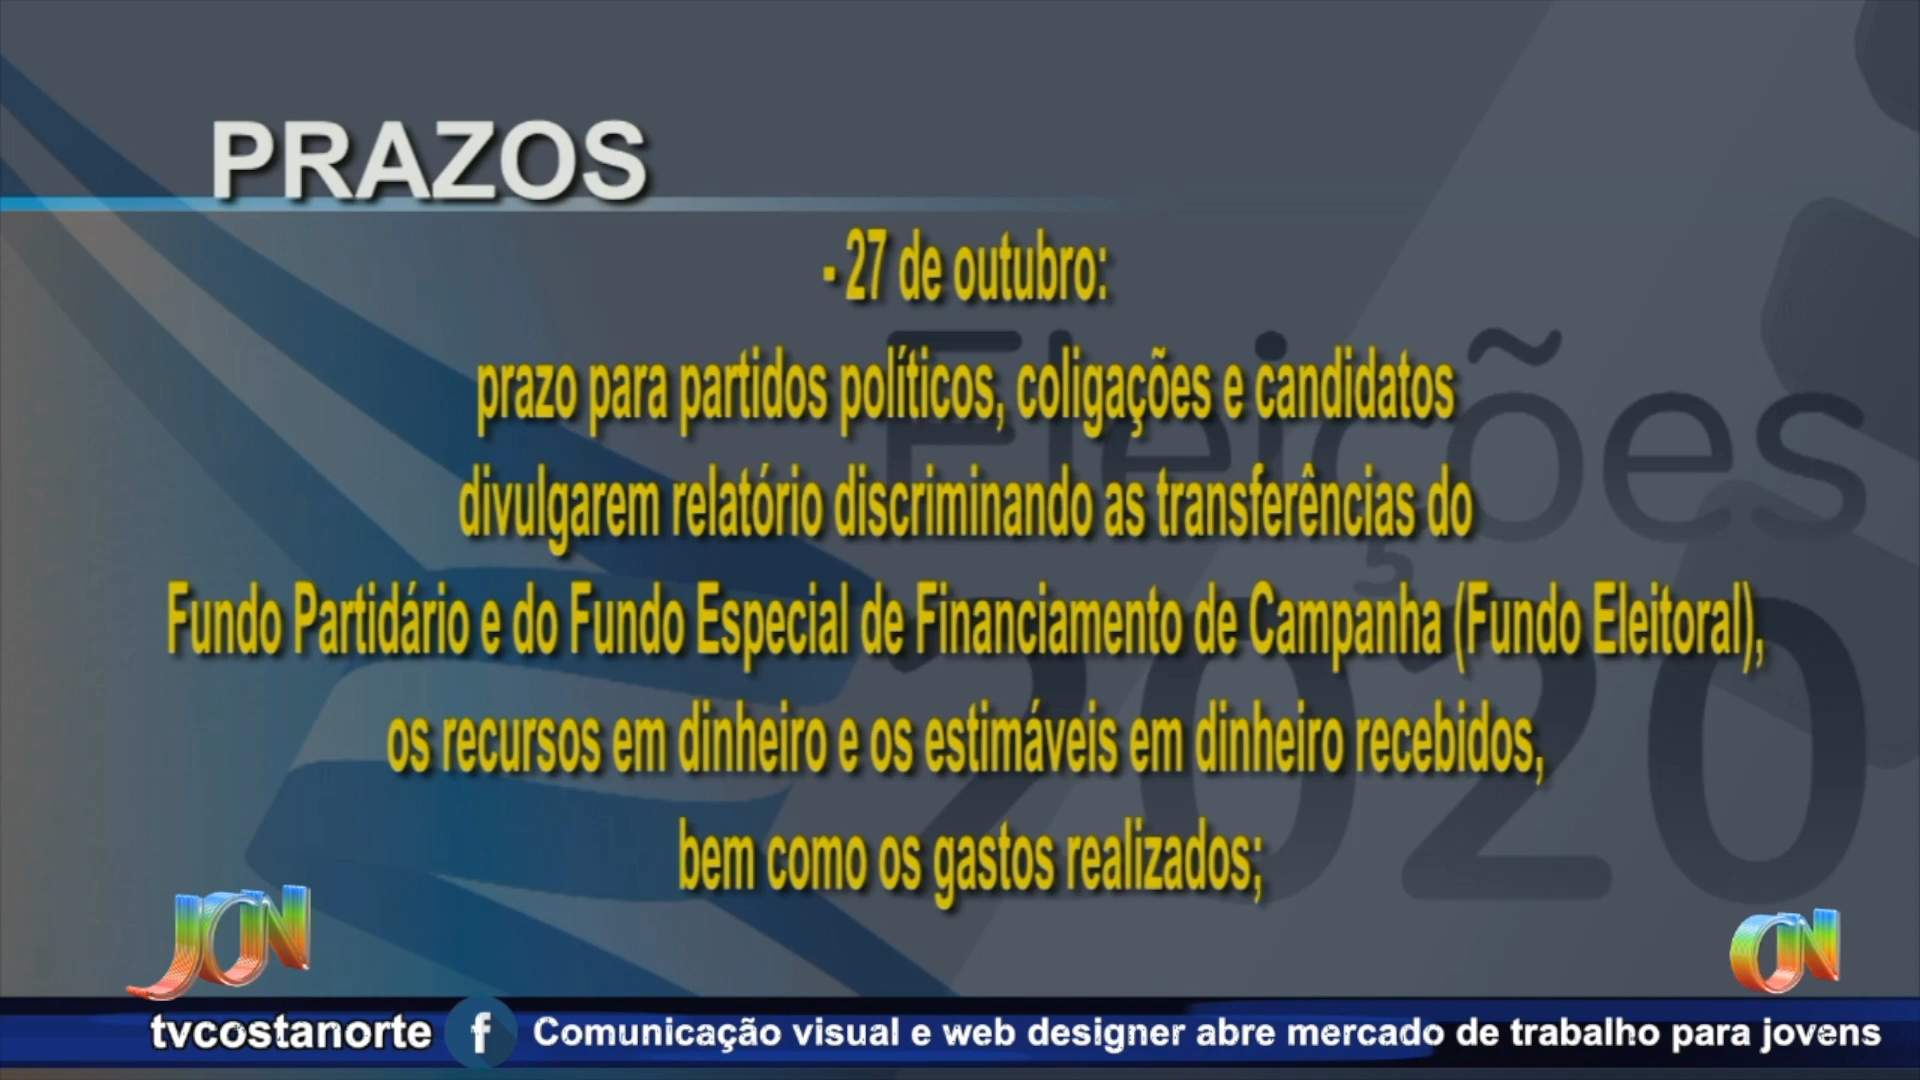 PRAZOS
- 27 de outubro:
prazo para partidos políticos, coligações e candidatos
divulgarem relatório discriminando as transferências do
Fundo Partidário e do Fundo Especial de Financiamento de Campanha (Fundo Eleitoral),
os recursos em dinheiro e os estimáveis em dinheiro recebidos,
bem como os gastos realizados;
Eleições
2020
JCN
CN
tvcostanorte f Comunicação visual e web designer abre mercado de trabalho para jovens